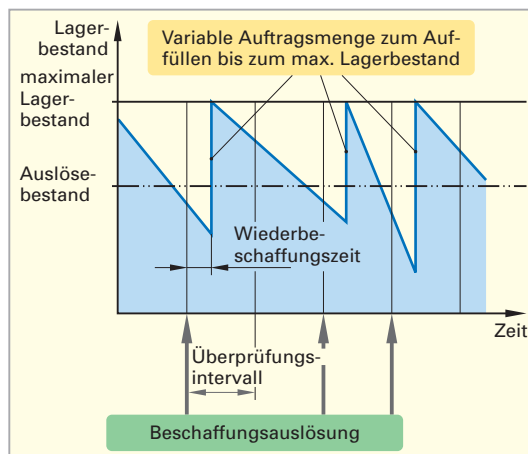 Lager-
bestand
Variable Auftragsmenge zum Auf-
füllen bis zum max. Lagerbestand
maximaler
Lager-
bestand
Auslöse-
bestand
Wiederbe-
schaffungszeit
Zeit
Überprüfungs-
intervall
Beschaffungsauslösung